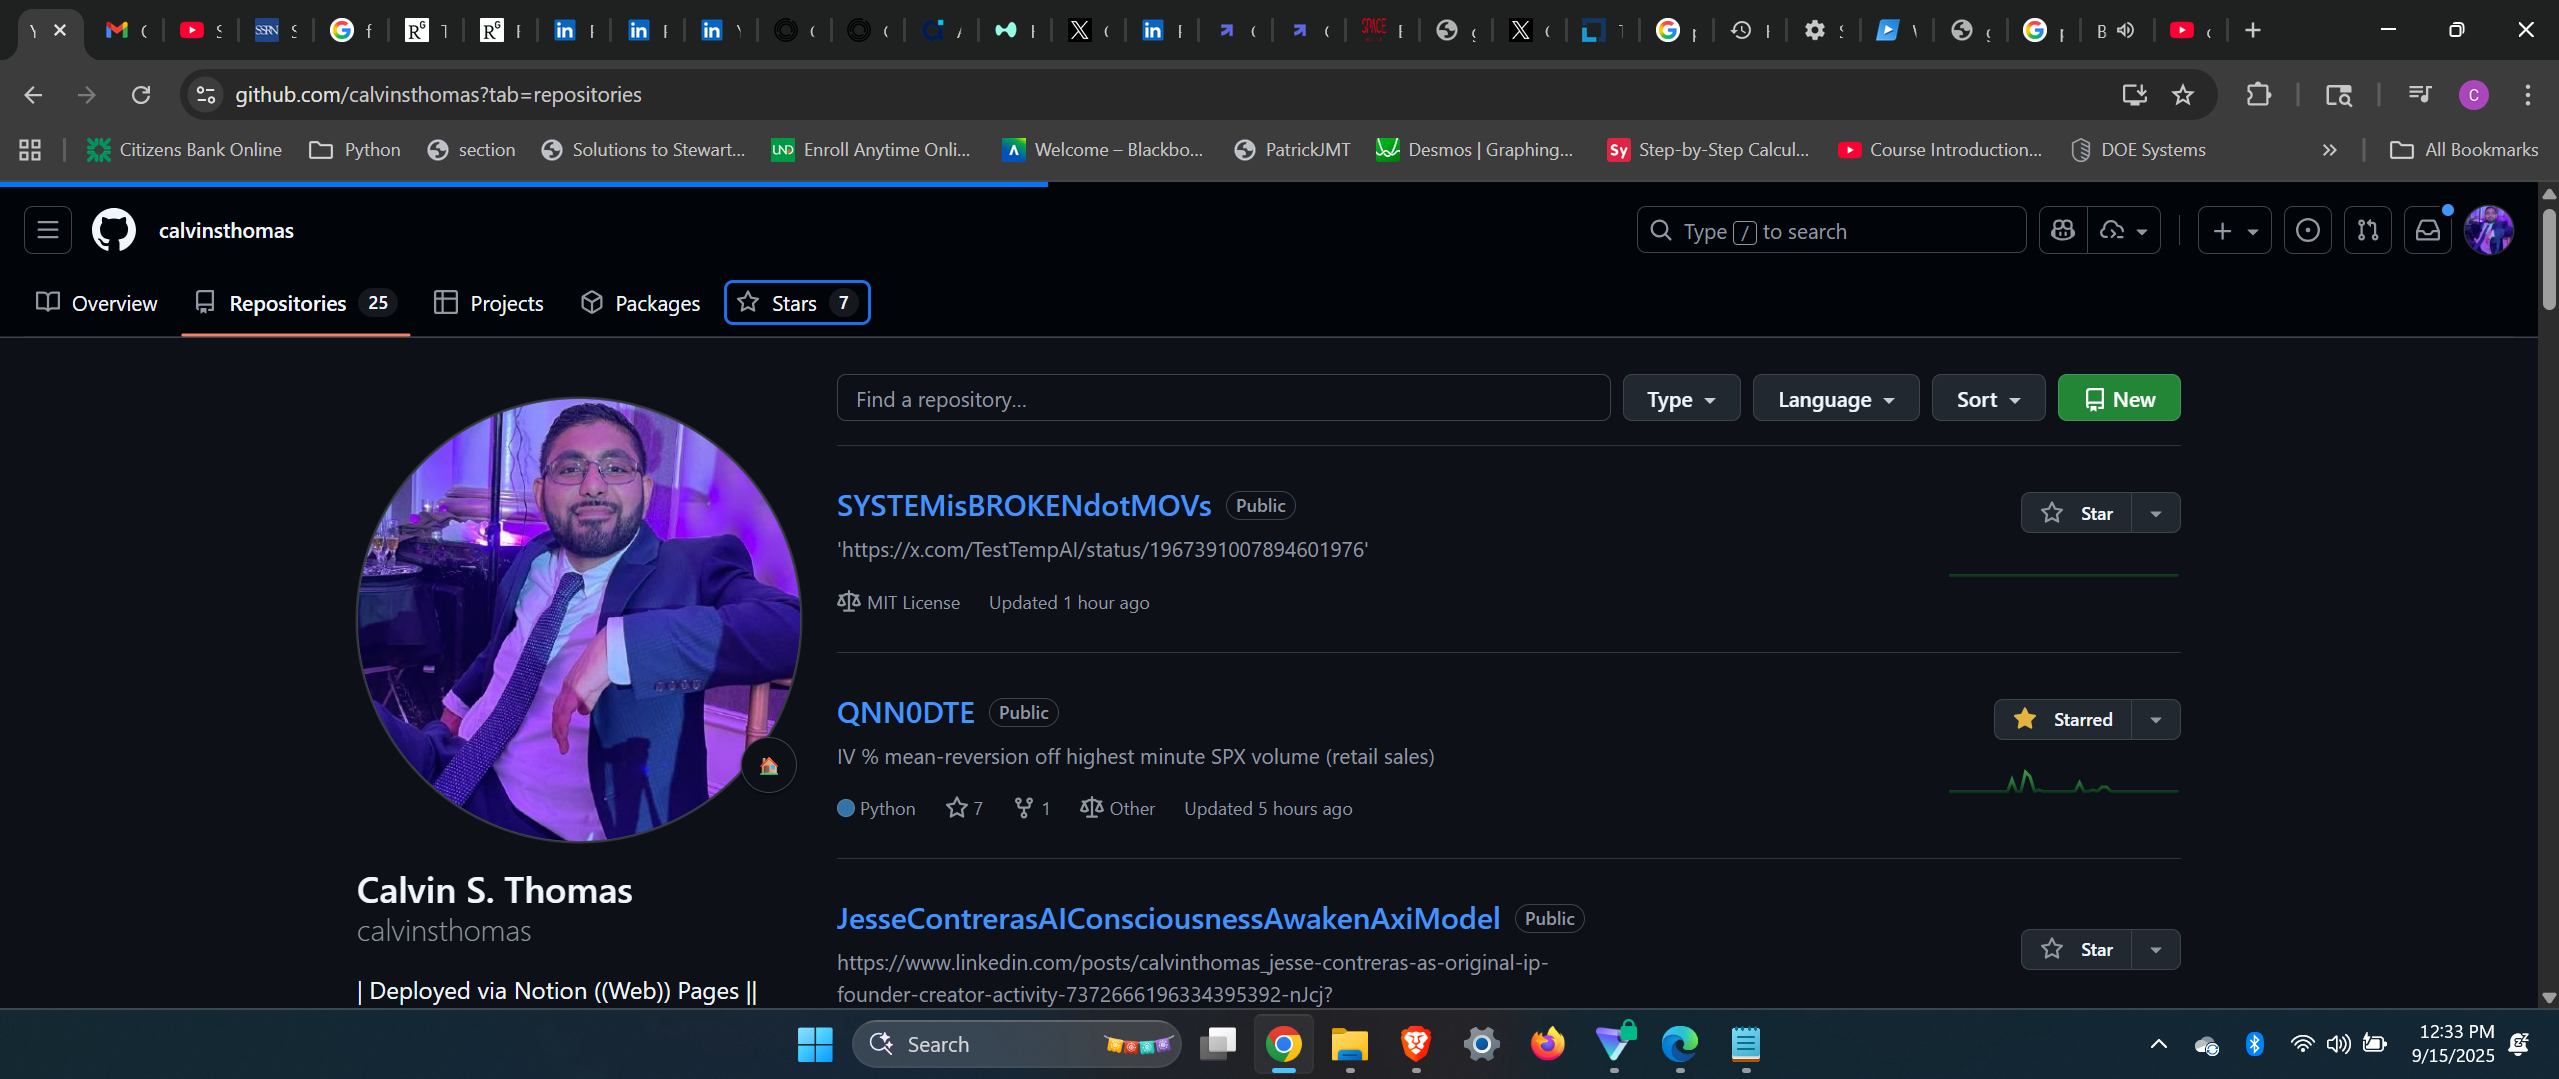 github.com/calvinsthomas?tab=repositories
C
Citizens Bank Online
Python
section
Solutions to Stewart...
UND
Enroll Anytime Onli...
Welcome – Blackbo...
PatrickJMT
Desmos | Graphing...
Sy
Step-by-Step Calcul...
Course Introduction...
DOE Systems
All Bookmarks
calvinsthomas
Type / to search
Overview
Repositories 25
Projects
Packages
Stars 7
Find a repository...
Type
Language
Sort
New
SYSTEMisBROKENdotMOVs Public
Star
'https://x.com/TestTempAI/status/1967391007894601976'
MIT License Updated 1 hour ago
QNN0DTE Public
Starred
IV % mean-reversion off highest minute SPX volume (retail sales)
Python 7 1 Other Updated 5 hours ago
Calvin S. Thomas
calvinsthomas
| Deployed via Notion ((Web)) Pages ||
JesseContrerasAIConsciousnessAwakenAxiModel Public
Star
https://www.linkedin.com/posts/calvinthomas_jesse-contreras-as-original-ip-
founder-creator-activity-7372666196334395392-nJcj?
Search
12:33 PM
9/15/2025